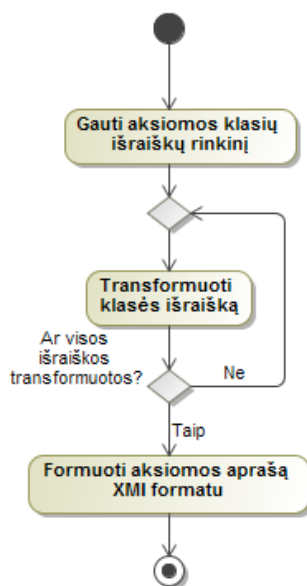 Gauti aksiomos klasių
išraiškų rinkinį
Transformuoti
klasės išraišką
Ar visos
išraiškos
transformuotos?
Ne
Taip
Formuoti aksiomos aprašą
XMI formatu